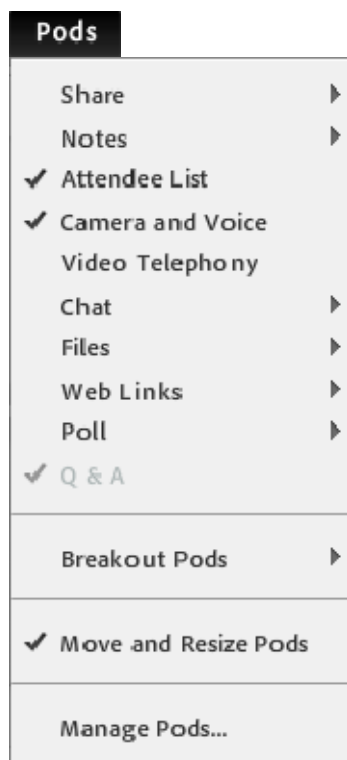 Pods
Share
Notes
Attendee List
Camera and Voice
Video Telephony
Chat
Files
Web Links
Poll
Q & A
Breakout Pods
Move and Resize Pods
Manage Pods...